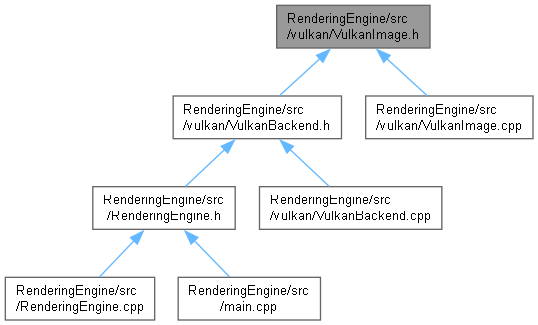 RenderingEngine/src
/vulkan/VulkanImage.h
RenderingEngine/src
/vulkan/VulkanBackend.h
RenderingEngine/src
/vulkan/VulkanImage.cpp
RenderingEngine/src
/RenderingEngine.h
RenderingEngine/src
/vulkan/VulkanBackend.cpp
RenderingEngine/src
/RenderingEngine.cpp
RenderingEngine/src
/main.cpp